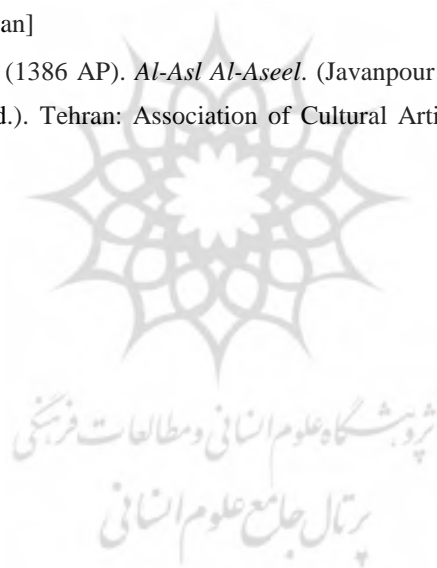 an]
(1386 AP). Al-Asl Al-Aseel. (Javanpour
d.). Tehran: Association of Cultural Arti
پژوهشگاه علوم انسانی و مطالعات فرهنگی
پرتال جامع علوم انسانی